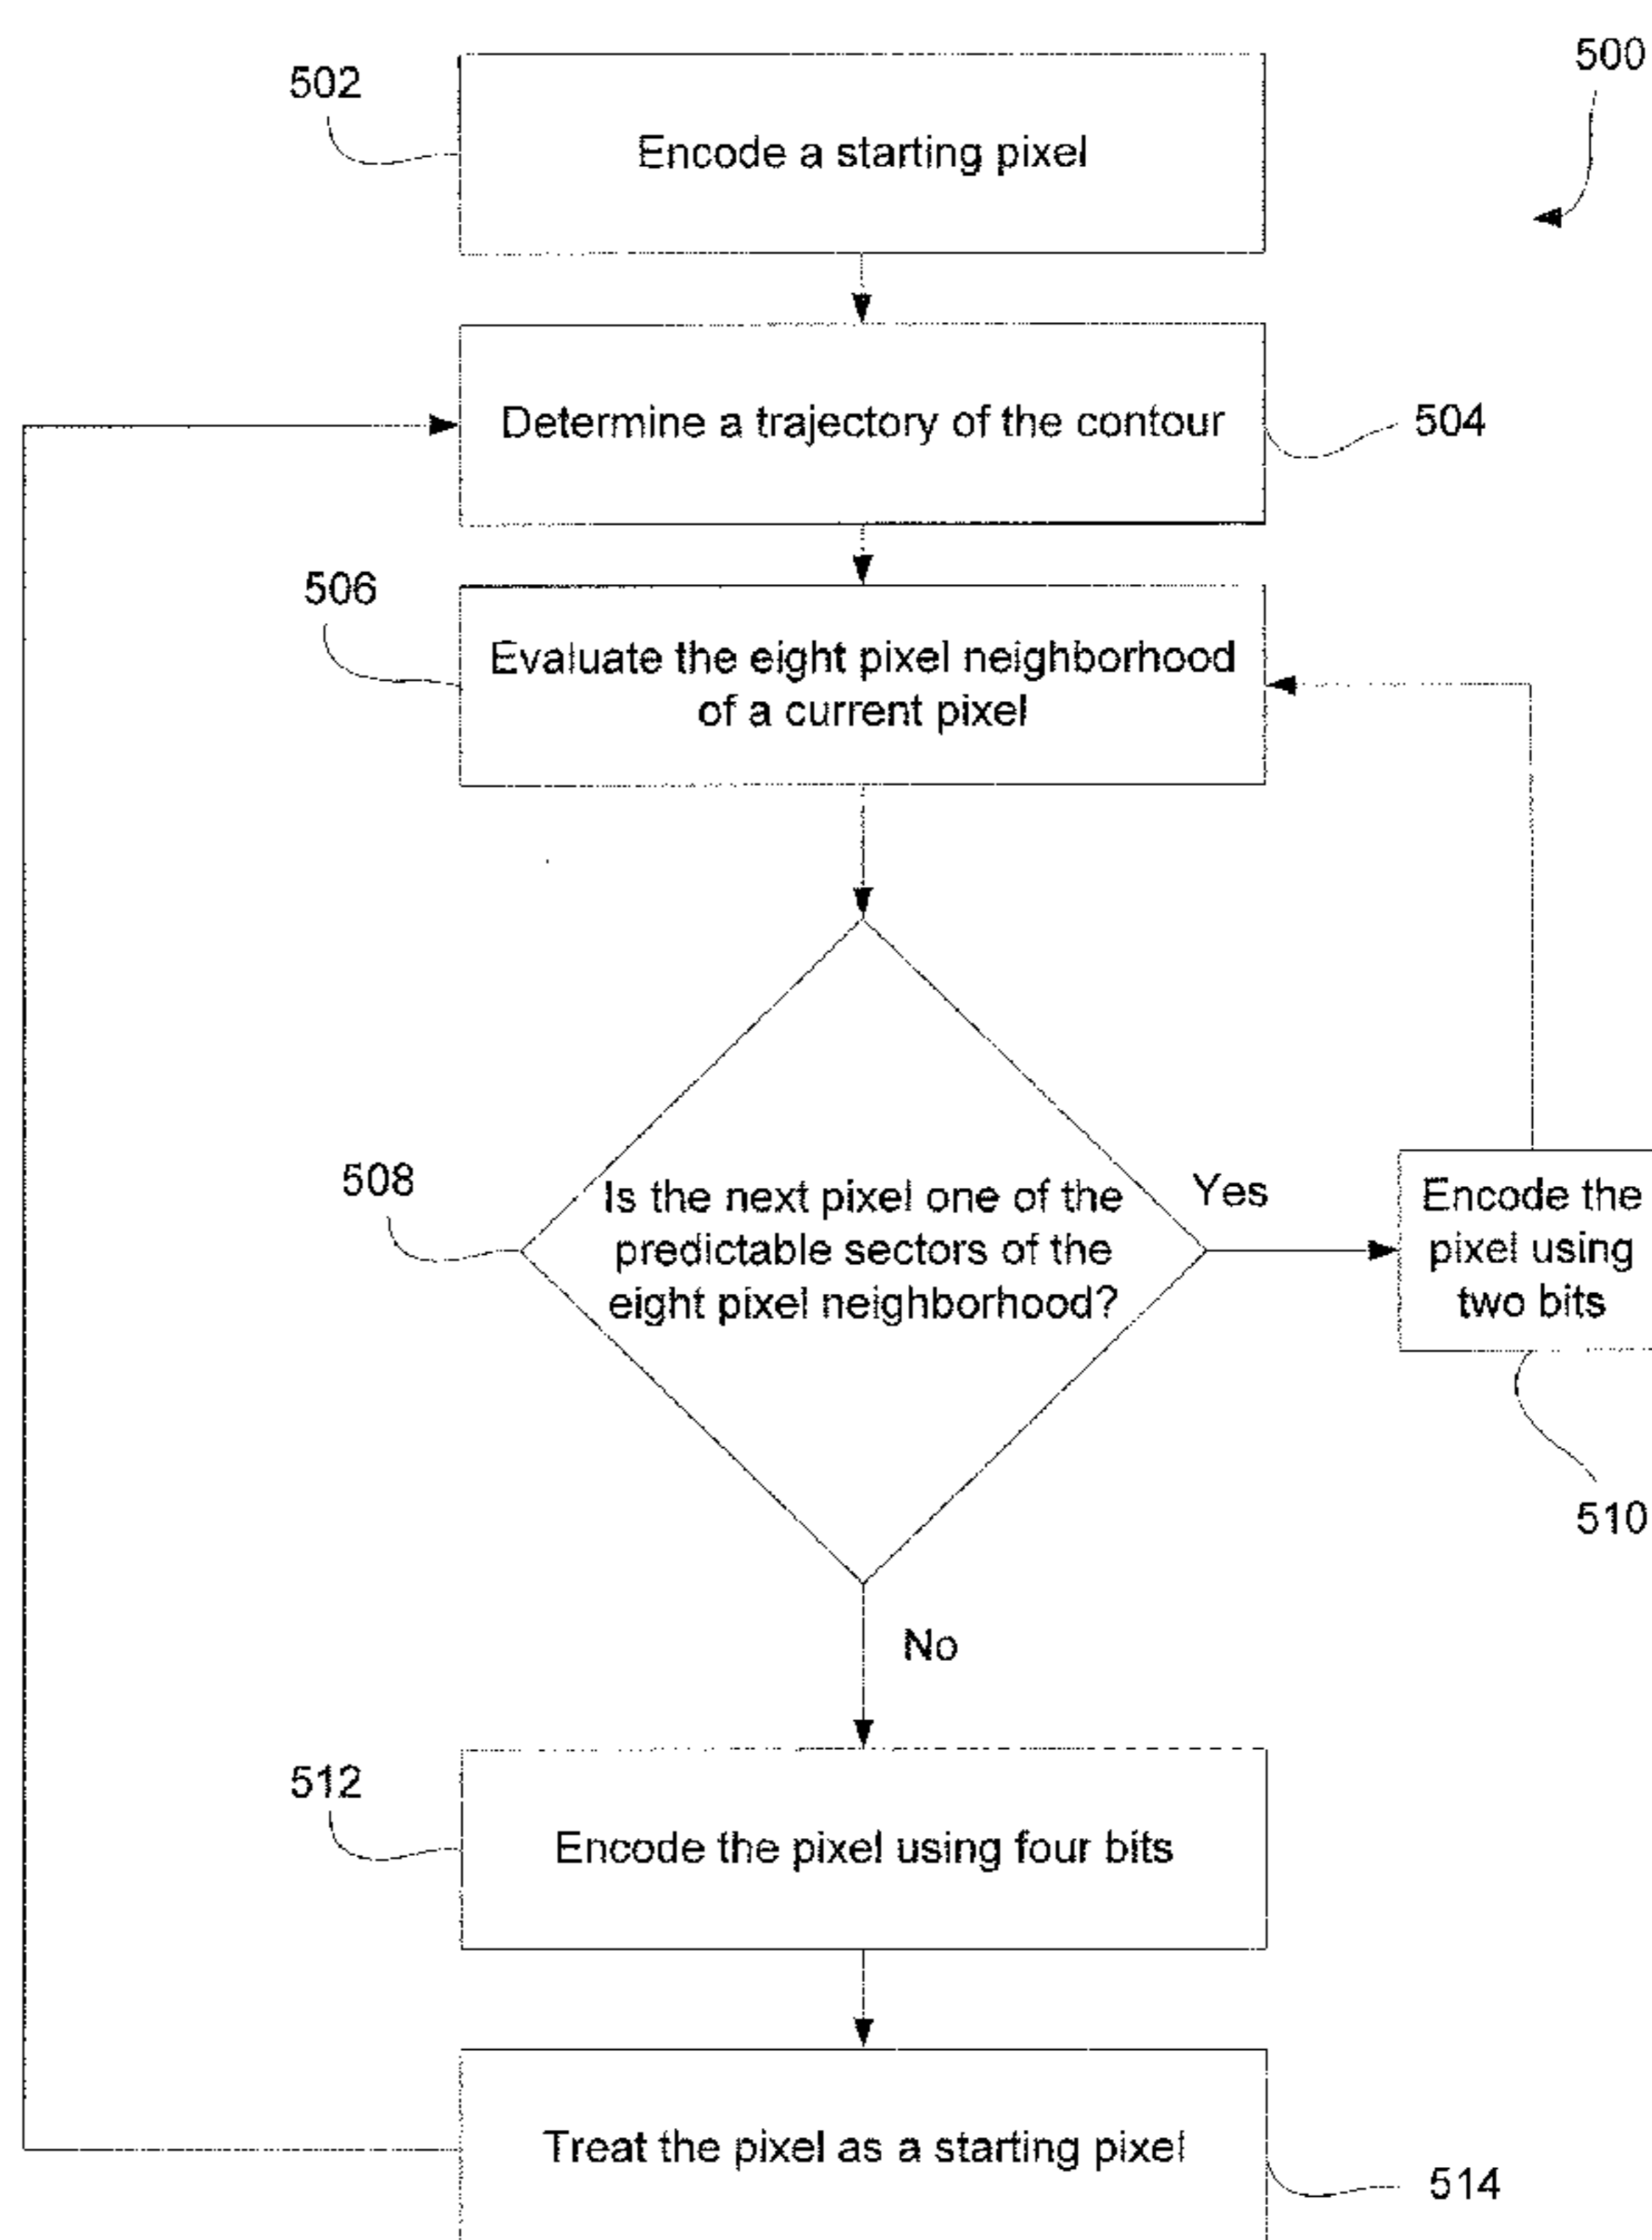 500
502
Encode a starting pixel
Determine a trajectory of the contour
504
506
Evaluate the eight pixel neighborhood
of a current pixel
508
Is the next pixel one of the
predictable sectors of the
eight pixel neighborhood?
Yes
Encode the
pixel using
two bits
510
No
512
Encode the pixel using four bits
Treat the pixel as a starting pixel
514